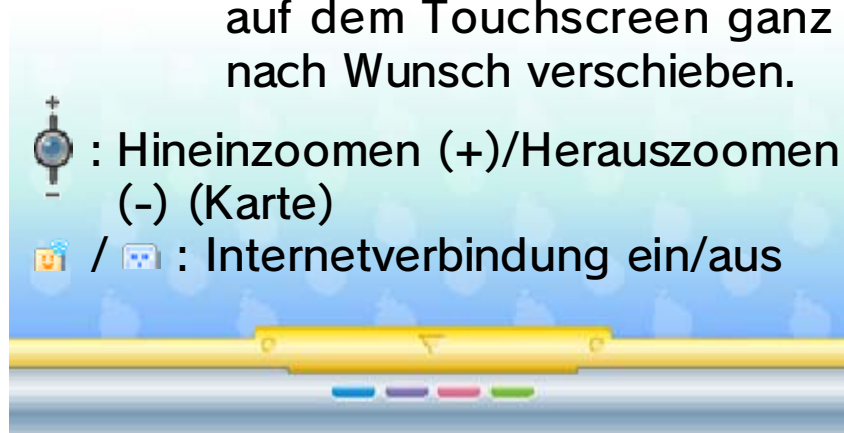 auf dem Touchscreen ganz
nach Wunsch verschieben.
+
: Hineinzoomen (+)/Herauszoomen
−
(-) (Karte)
/ : Internetverbindung ein/aus